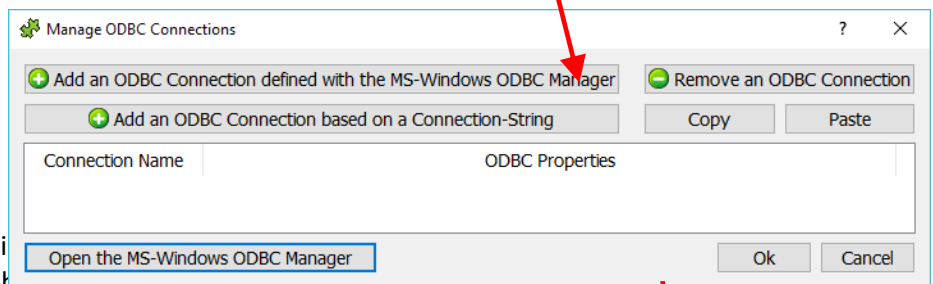 Manage ODBC Connections ?
Add an ODBC Connection defined with the MS-Windows ODBC Manager Remove an ODBC Connection
Add an ODBC Connection based on a Connection-String Copy Paste
Connection Name ODBC Properties
Open the MS-Windows ODBC Manager Ok Cancel